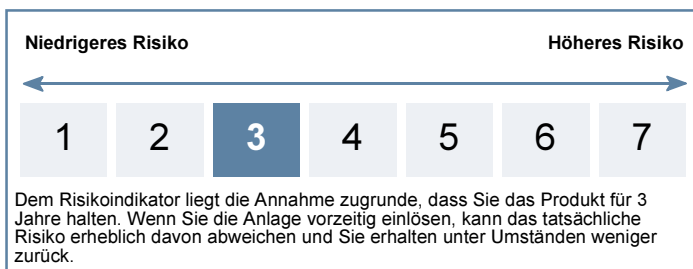 Niedrigeres Risiko Höheres Risiko
1 2 3 4 5 6 7
Dem Risikoindikator liegt die Annahme zugrunde, dass Sie das Produkt für 3
Jahre halten. Wenn Sie die Anlage vorzeitig einlösen, kann das tatsächliche
Risiko erheblich davon abweichen und Sie erhalten unter Umständen weniger
zurück.